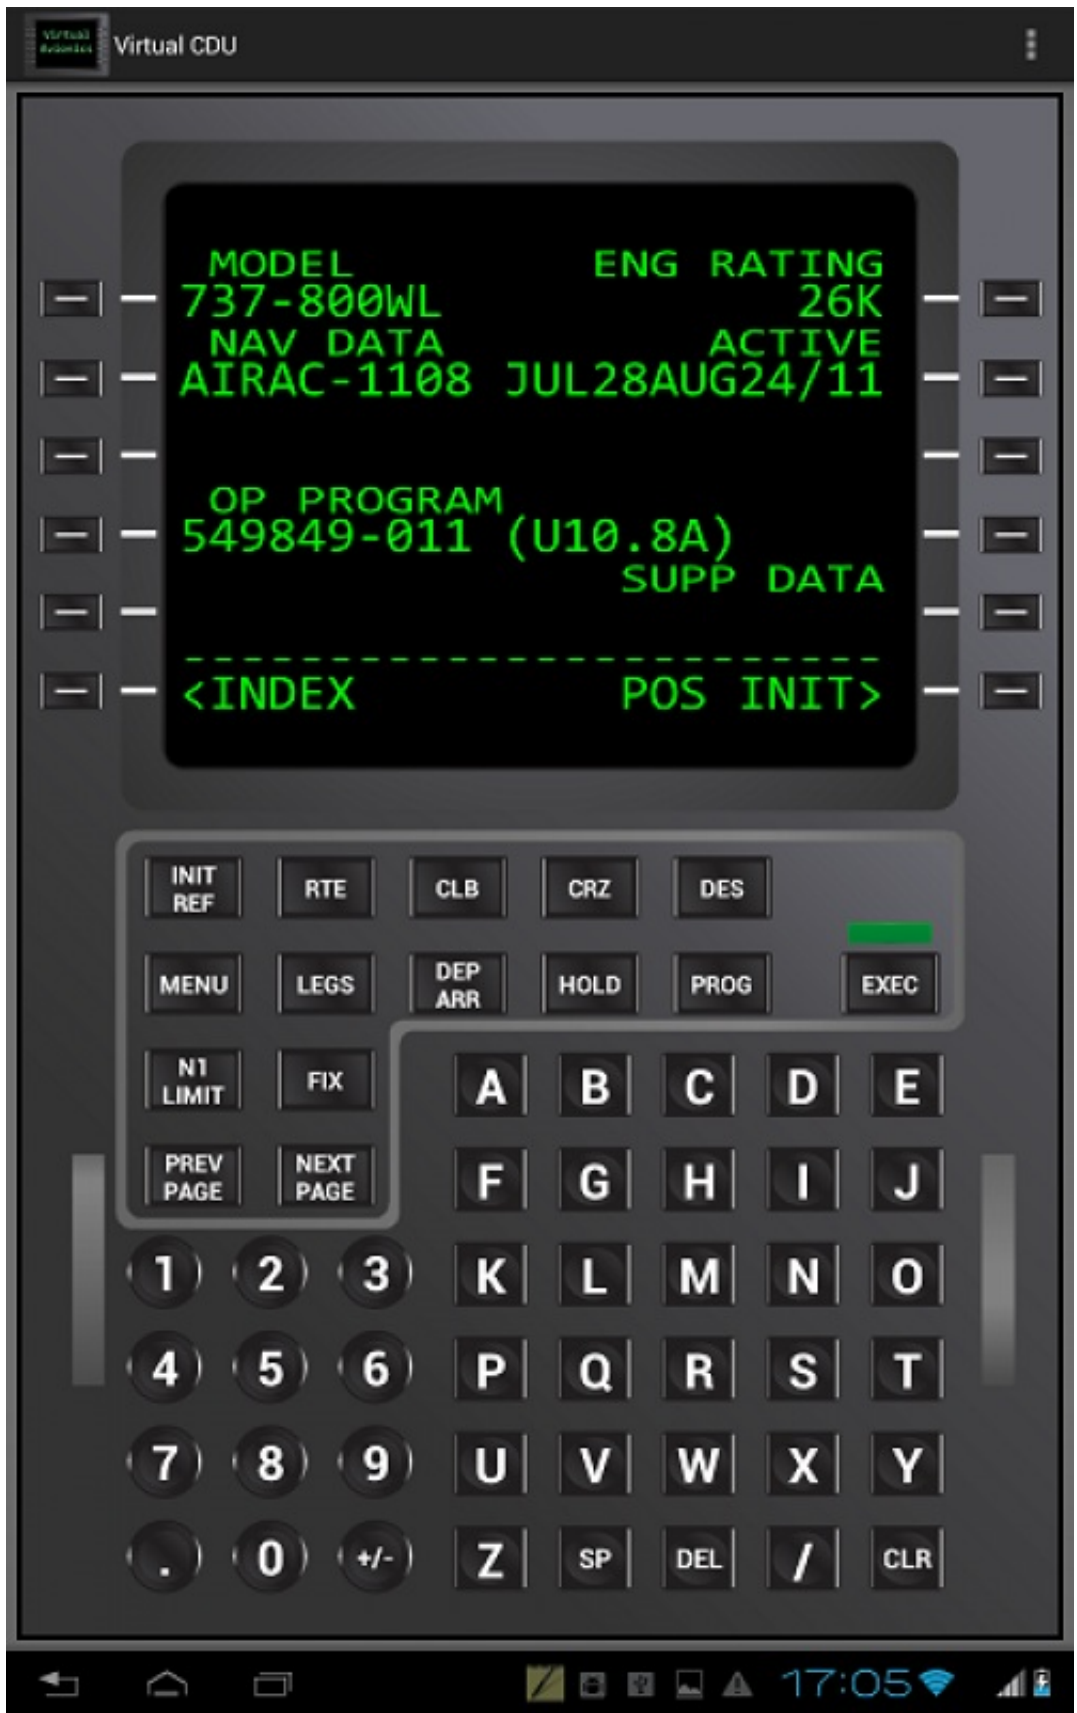 Virtual Avionics
Virtual CDU
MODEL ENG RATING
737-800WL 26K
NAV DATA ACTIVE
AIRAC-1108 JUL28AUG24/11
OP PROGRAM
549849-011 (U10.8A)
SUPP DATA
------------------------
<INDEX POS INIT>
INIT REF RTE CLB CRZ DES
MENU LEGS DEP ARR HOLD PROG EXEC
N1 LIMIT FIX
A B C D E
PREV PAGE NEXT PAGE
F G H I J
1 2 3 K L M N O
4 5 6 P Q R S T
7 8 9 U V W X Y
. 0 +/- Z SP DEL / CLR
17:05